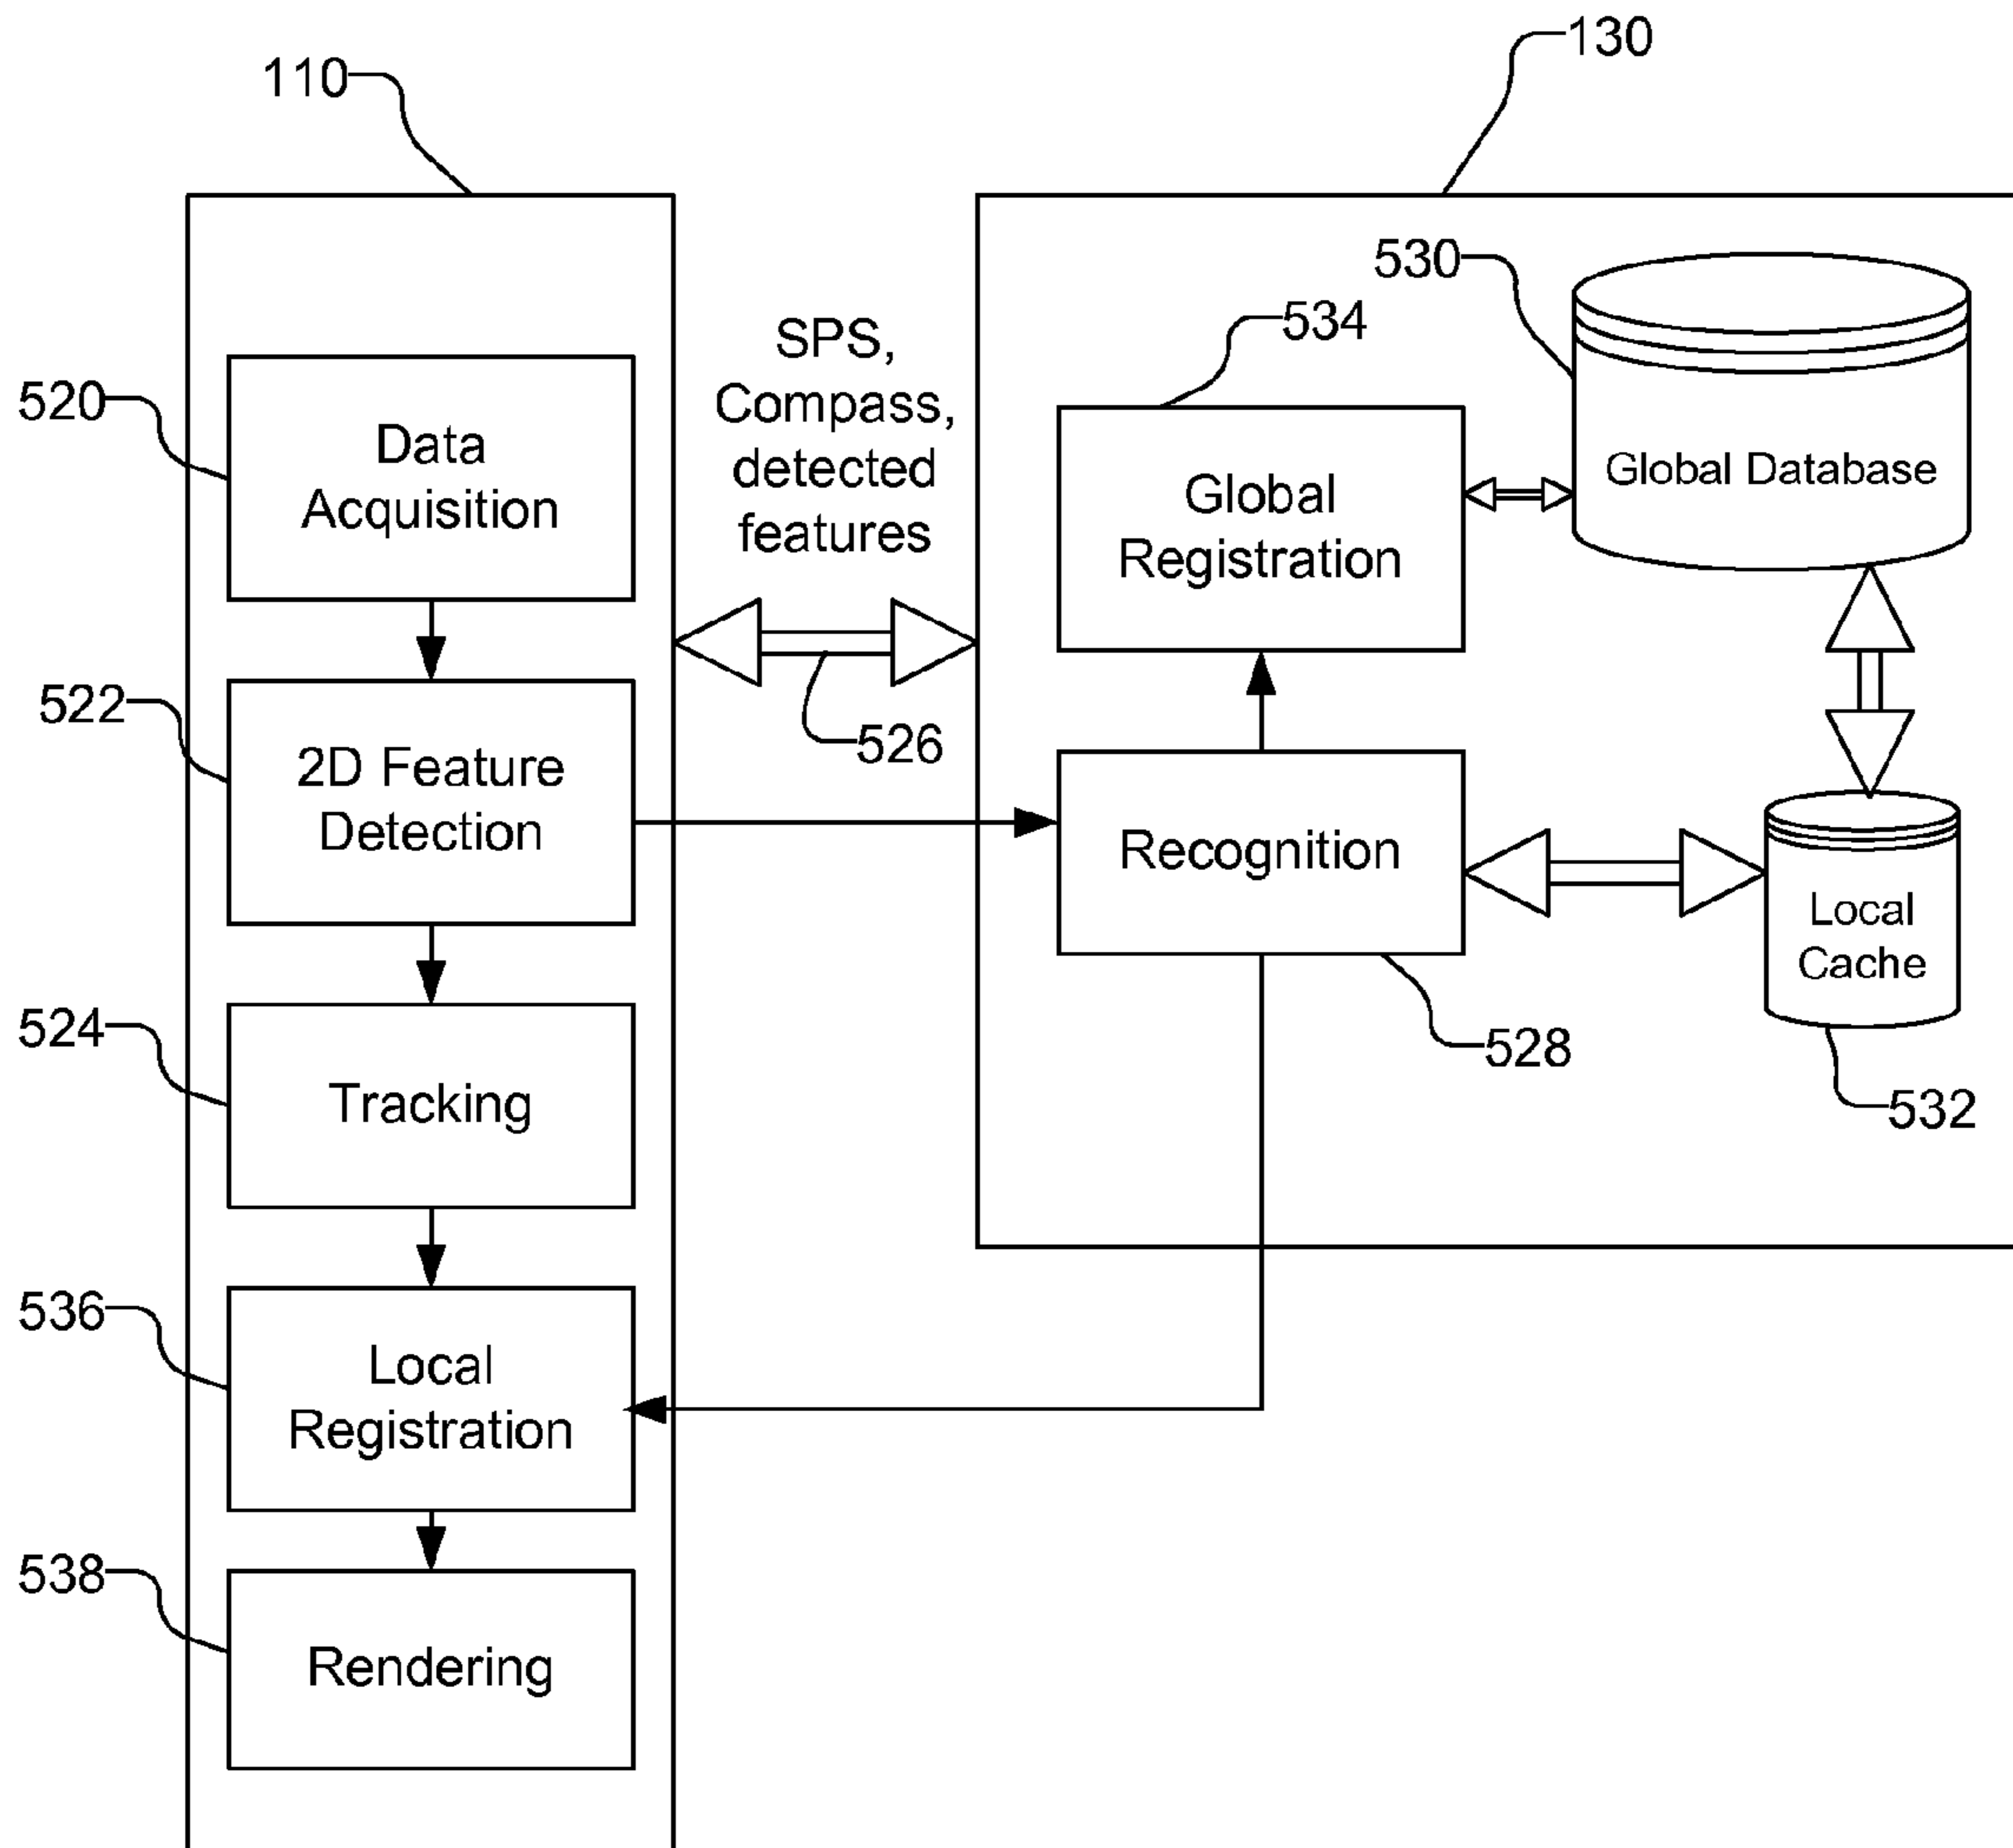 110
130
530
534
SPS,
Compass,
detected
features
520
Data
Acquisition
Global
Registration
Global Database
522
2D Feature
Detection
526
Recognition
Local
Cache
524
Tracking
528
532
536
Local
Registration
538
Rendering